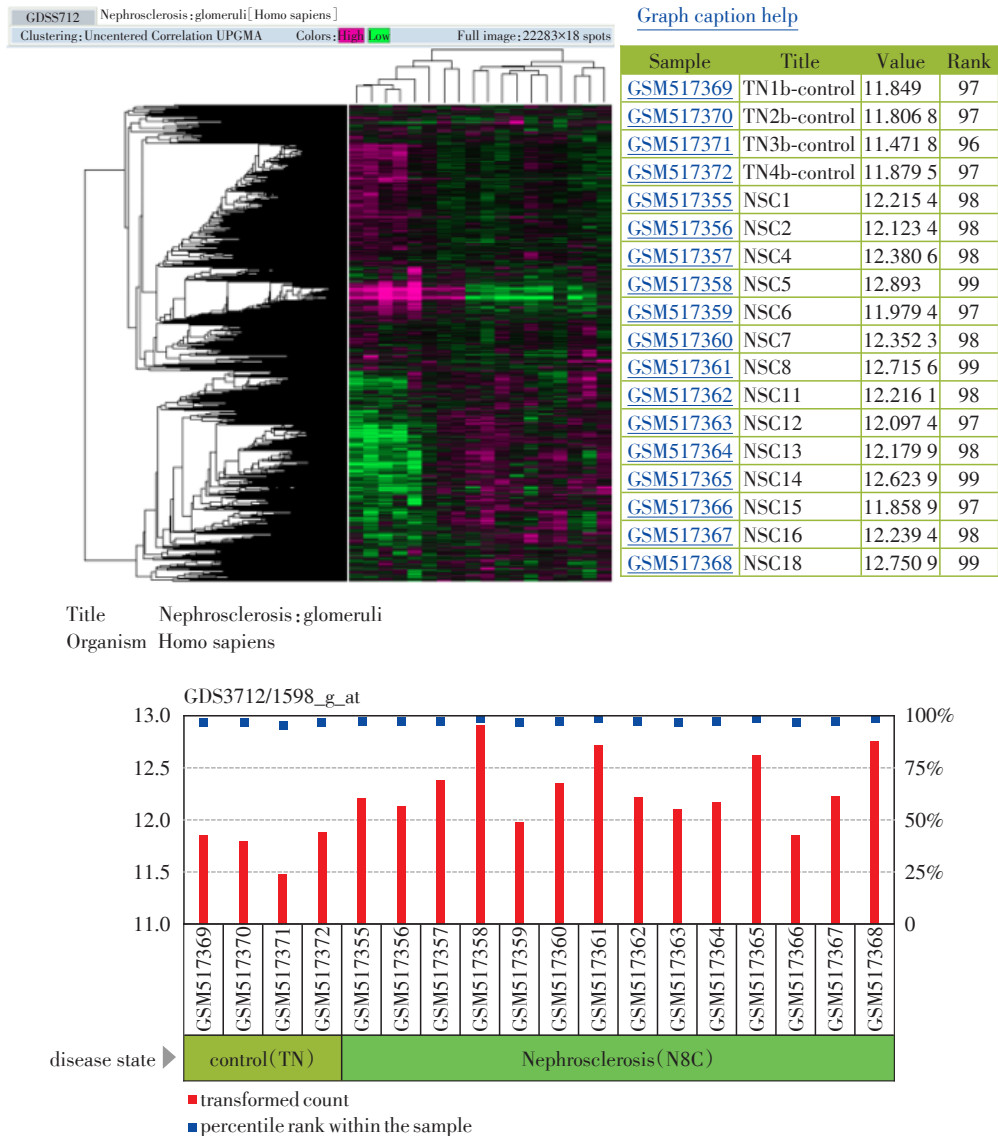 GDSS712 Nephrosclerosis:glomeruli[Homo sapiens]
Clustering:Uncentered Correlation UPGMA Colors:High Low Full image:22283×18 spots
Graph caption help
Sample Title Value Rank
GSM517369 TN1b-control 11.849 97
GSM517370 TN2b-control 11.806 8 97
GSM517371 TN3b-control 11.471 8 96
GSM517372 TN4b-control 11.879 5 97
GSM517355 NSC1 12.215 4 98
GSM517356 NSC2 12.123 4 98
GSM517357 NSC4 12.380 6 98
GSM517358 NSC5 12.893 99
GSM517359 NSC6 11.979 4 97
GSM517360 NSC7 12.352 3 98
GSM517361 NSC8 12.715 6 99
GSM517362 NSC11 12.216 1 98
GSM517363 NSC12 12.097 4 97
GSM517364 NSC13 12.179 9 98
GSM517365 NSC14 12.623 9 99
GSM517366 NSC15 11.858 9 97
GSM517367 NSC16 12.239 4 98
GSM517368 NSC18 12.750 9 99
Title Nephrosclerosis:glomeruli
Organism Homo sapiens
GDS3712/1598_g_at
13.0 100%
12.5 75%
12.0 50%
11.5 25%
11.0 0
GSM517369
GSM517370
GSM517371
GSM517372
GSM517355
GSM517356
GSM517357
GSM517358
GSM517359
GSM517360
GSM517361
GSM517362
GSM517363
GSM517364
GSM517365
GSM517366
GSM517367
GSM517368
disease state control(TN) Nephrosclerosis(N8C)
transformed count
percentile rank within the sample